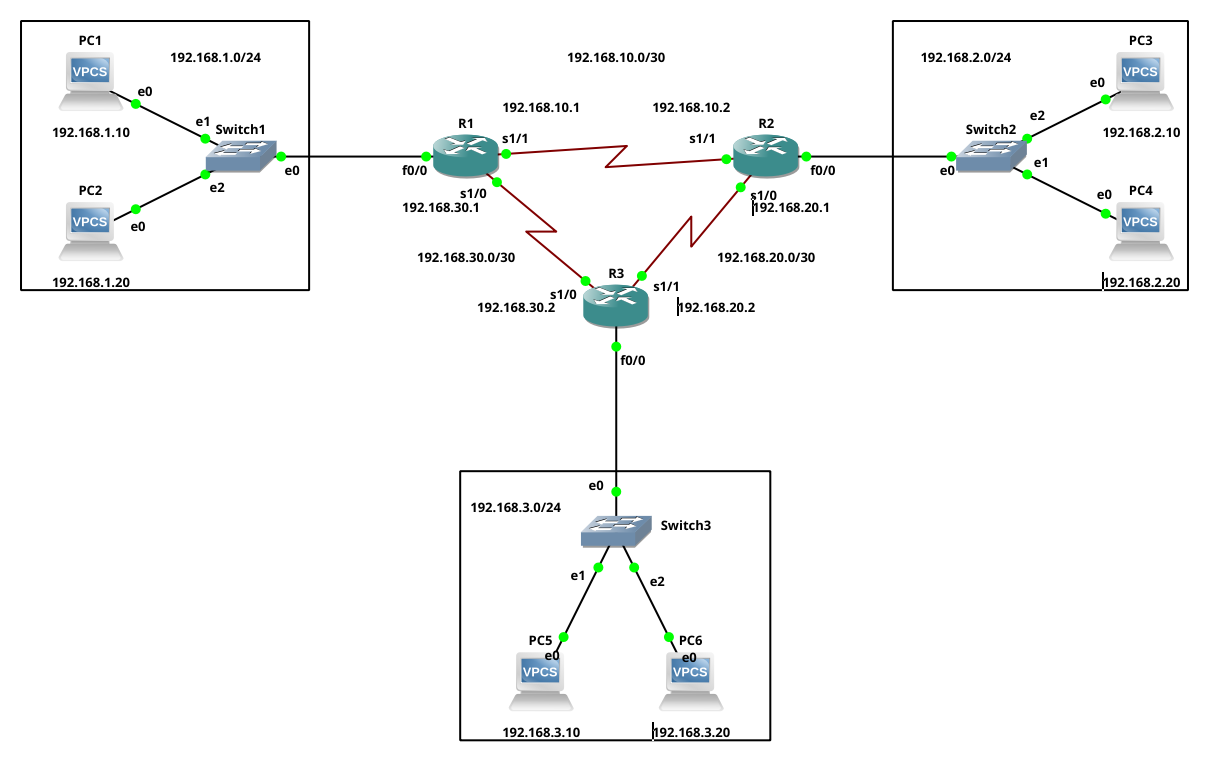 PC1
192.168.1.0/24
VPCS
e0
192.168.1.10
e1
Switch1
e0
PC2
e2
VPCS
e0
192.168.1.20
192.168.10.0/30
192.168.10.1
192.168.10.2
R1
s1/1
f0/0
s1/0
192.168.30.1
R2
s1/1
f0/0
s1/0
192.168.20.1
192.168.30.0/30
192.168.20.0/30
R3
s1/0
s1/1
192.168.30.2
192.168.20.2
f0/0
192.168.2.0/24
PC3
VPCS
e0
e2
192.168.2.10
Switch2
e0
e1
PC4
e0
VPCS
192.168.2.20
e0
192.168.3.0/24
Switch3
e1
e2
PC5
e0
VPCS
PC6
e0
VPCS
192.168.3.10
192.168.3.20